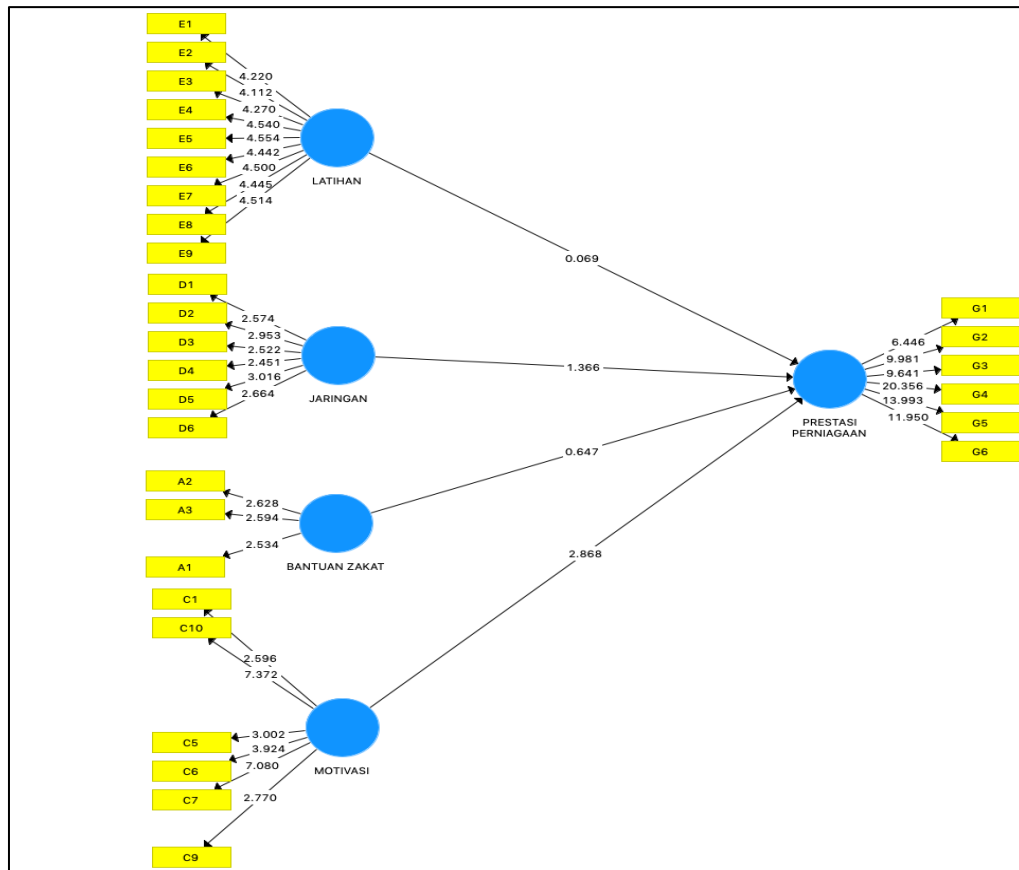 E1
E2
E3
E4
E5
E6
E7
E8
E9
4.220
4.112
4.270
4.540
4.554
4.442
4.500
4.445
4.514
LATIHAN
0.069
D1
D2
D3
D4
D5
D6
2.574
2.953
2.522
2.451
3.016
2.664
JARINGAN
1.366
G1
G2
G3
G4
G5
G6
6.446
9.981
9.641
20.356
13.993
11.950
PRESTASI
PERNIAGAAN
A2
A3
A1
2.628
2.594
2.534
BANTUAN ZAKAT
0.647
C1
C10
C5
C6
C7
C9
2.596
7.372
3.002
3.924
7.080
2.770
MOTIVASI
2.868